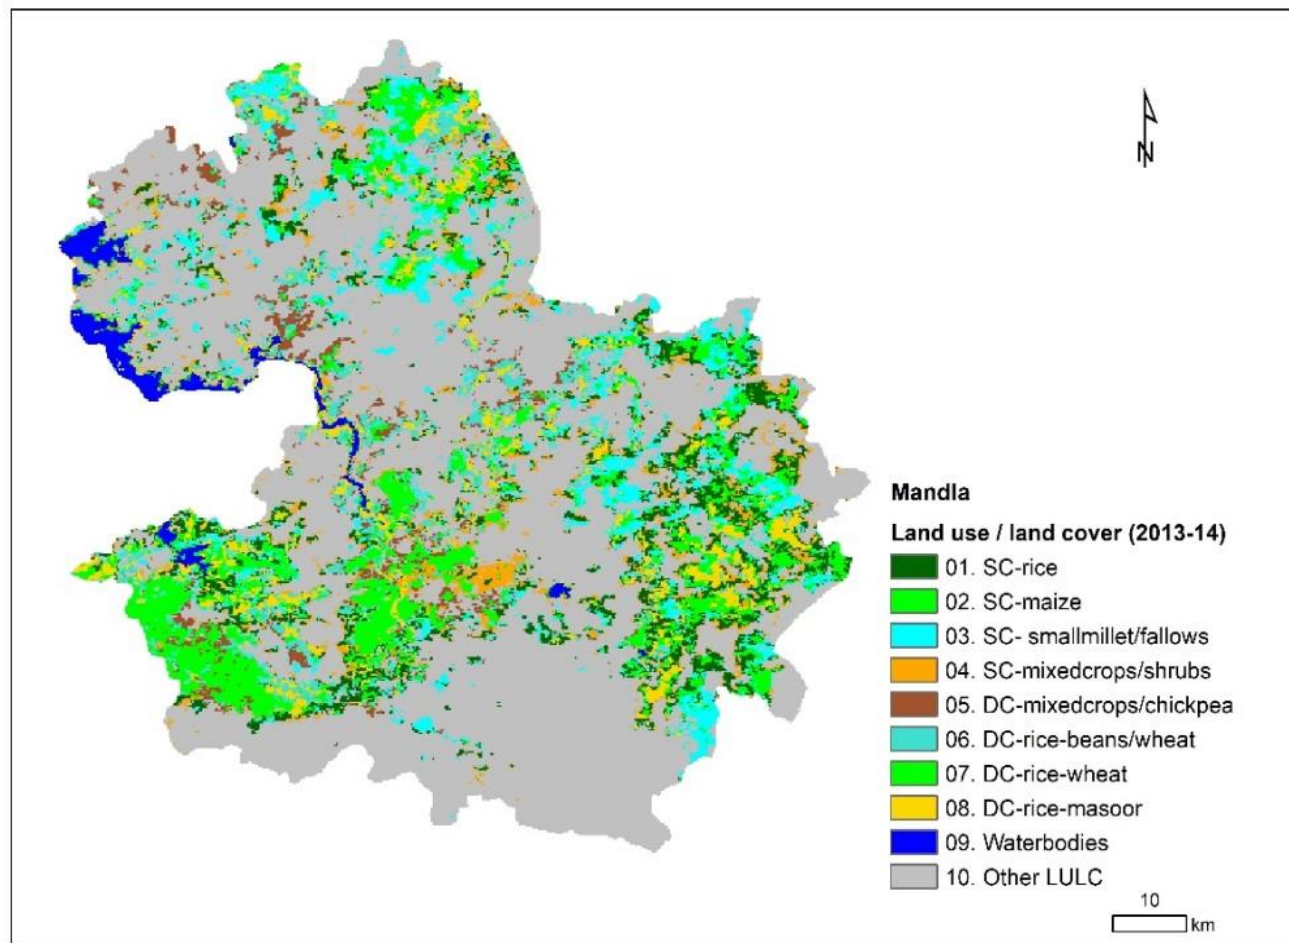 N
Mandla
Land use / land cover (2013-14)
01. SC-rice
02. SC-maize
03. SC- smallmillet/fallows
04. SC-mixedcrops/shrubs
05. DC-mixedcrops/chickpea
06. DC-rice-beans/wheat
07. DC-rice-wheat
08. DC-rice-masoor
09. Waterbodies
10. Other LULC
10
km